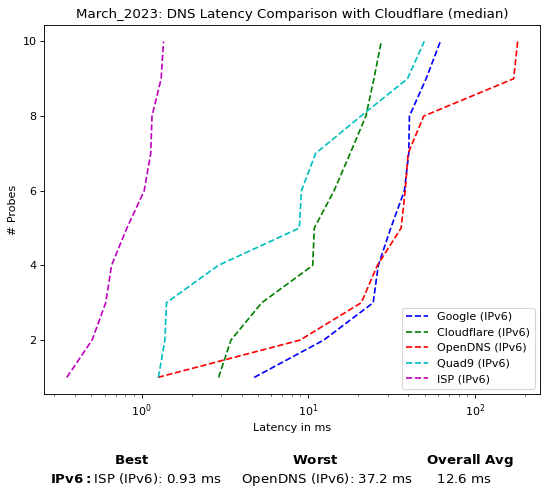 March_2023: DNS Latency Comparison with Cloudflare (median)
10
8
6
4
2
# Probes
10⁰
10¹
10²
Latency in ms
Google (IPv6)
Cloudflare (IPv6)
OpenDNS (IPv6)
Quad9 (IPv6)
ISP (IPv6)
Best Worst Overall Avg
IPv6: ISP (IPv6): 0.93 ms OpenDNS (IPv6): 37.2 ms 12.6 ms